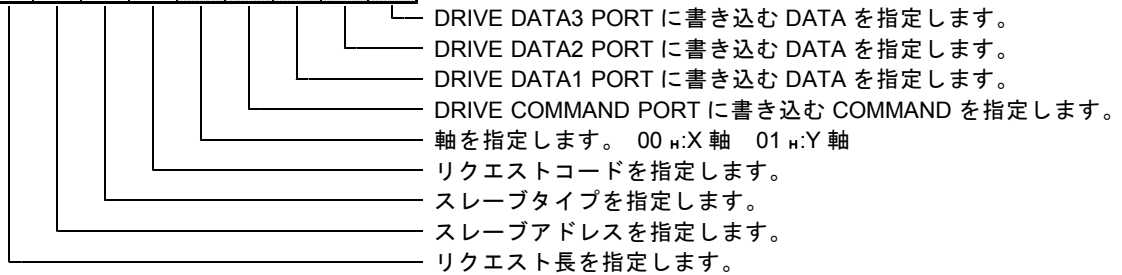 DRIVE DATA3 PORT に書き込む DATA を指定します。
DRIVE DATA2 PORT に書き込む DATA を指定します。
DRIVE DATA1 PORT に書き込む DATA を指定します。
DRIVE COMMAND PORT に書き込む COMMAND を指定します。
軸を指定します。 00 H:X 軸 01 H:Y 軸
リクエストコードを指定します。
スレーブタイプを指定します。
スレーブアドレスを指定します。
リクエスト長を指定します。